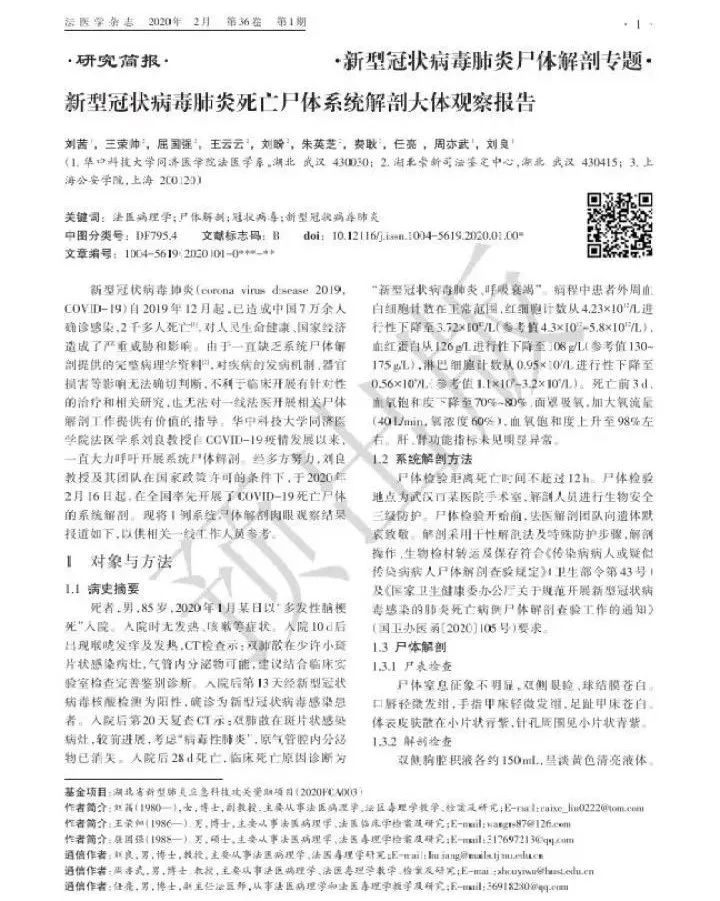 法医学杂志 2020年 2月 第36卷 第1期 · 1 ·
·研究简报· ·新型冠状病毒肺炎尸体解剖专题·
新型冠状病毒肺炎死亡尸体系统解剖大体观察报告
刘茜1，王荣帅2，屈国强2，王云云2，刘盼2，朱英芝2，费耿2，任亮1，周亦武1，刘良1
(1. 华中科技大学同济医学院法医学系，湖北 武汉 430030；2. 湖北崇新司法鉴定中心，湖北 武汉 430415；3. 上
海公安学院，上海 200120)
关键词：法医病理学；尸体解剖；冠状病毒；新型冠状病毒肺炎
中图分类号：DF795.4 文献标志码：B doi：10.12116/j.issn.1004-5619.2020.01.00*
文章编号：1004-5619(2020)01-0***-**
新型冠状病毒肺炎(corona virus disease 2019,
COVID-19)自2019年12月起，已造成中国7万余人
确诊感染，2千多人死亡[1]，对人民生命健康、国家经济
造成了严重威胁和影响。由于一直缺乏系统尸体解
剖提供的完整病理学资料[2]，对疾病的发病机制、器官
损害等影响无法确切判断，不利于临床开展有针对性
的治疗和相关研究，也无法对一线法医开展相关尸体
解剖工作提供有价值的指导。华中科技大学同济医
学院法医学系刘良教授自COVID-19疫情发展以来，
一直大力呼吁开展系统尸体解剖。经多方努力，刘良
教授及其团队在国家政策许可的条件下，于2020年
2月16日起，在全国率先开展了COVID-19死亡尸体
的系统解剖。现将1例系统尸体解剖肉眼观察结果
报道如下，以供相关一线工作人员参考。
1 对象与方法
1.1 病史摘要
死者，男，85岁，2020年1月某日以“多发性脑梗
死”入院。入院时无发热、咳嗽等症状。入院10 d后
出现喉咙发痒及发热，CT检查示：双肺散在少许小斑
片状感染病灶，气管内分泌物可能，建议结合临床实
验室检查完善鉴别诊断。入院后第13天经新型冠状
病毒核酸检测为阳性，确诊为新型冠状病毒感染患
者。入院后第20天复查CT示：双肺散在斑片状感染
病灶，较前进展，考虑“病毒性肺炎”，原气管腔内分泌
物已消失。入院后28 d死亡，临床死亡原因诊断为
“新型冠状病毒肺炎、呼吸衰竭”。病程中患者外周血
白细胞计数在正常范围，红细胞计数从4.23×10¹²/L进
行性下降至3.72×10¹²/L(参考值4.3×10¹²~5.8×10¹²/L)，
血红蛋白从126 g/L进行性下降至108 g/L(参考值130~
175 g/L)，淋巴细胞计数从0.95×10⁹/L进行性下降至
0.56×10⁹/L(参考值1.1×10⁹~3.2×10⁹/L)。死亡前3 d，
血氧饱和度下降至70%~80%，面罩吸氧，加大氧流量
(40 L/min，氧浓度60%)，血氧饱和度上升至98%左
右。肝、肾功能指标未见明显异常。
1.2 系统解剖方法
尸体检验距离死亡时间不超过12 h。尸体检验
地点为武汉市某医院手术室，解剖人员进行生物安全
三级防护。尸体检验开始前，法医解剖团队向遗体默
哀致敬。解剖采用干性解剖法及特殊防护步骤，解剖
操作、生物检材转运及保存符合《传染病病人或疑似
传染病病人尸体解剖查验规定》(卫生部令第43号)
及《国家卫生健康委办公厅关于规范开展新型冠状病
毒感染的肺炎死亡病例尸体解剖查验工作的通知》
(国卫办医函[2020]105号)要求。
1.3 尸体解剖
1.3.1 尸表检查
尸体窒息征象不明显，双侧眼睑、球结膜苍白。
口唇轻微发绀，手指甲床轻微发绀，足趾甲床苍白。
体表皮肤散在小片状青紫，针孔周围见小片状青紫。
1.3.2 解剖检查
双侧胸腔积液各约150 mL，呈淡黄色清亮液体。
基金项目：湖北省新型肺炎应急科技攻关资助项目(2020FCA003)
作者简介：刘茜(1980—)，女，博士，副教授，主要从事法医病理学、法医毒理学教学、检案及研究；E-mail：
作者简介：王荣帅(1986—)，男，博士，主要从事法医病理学、法医临床学检案及研究；E-mail：wangrs87@126.com
作者简介：屈国强(1988—)，男，硕士，主要从事法医病理学、法医毒理学检案及研究；E-mail：
通信作者：刘良，男，博士，教授，主要从事法医病理学、法医毒理学研究；E-mail：
通信作者：周亦武，男，博士，教授，主要从事法医病理学、法医毒理学教学、检案及研究；E-mail：
通信作者：任亮，男，博士，副主任法医师，从事法医病理学和法医毒理学教学及研究；E-mail：
预出版